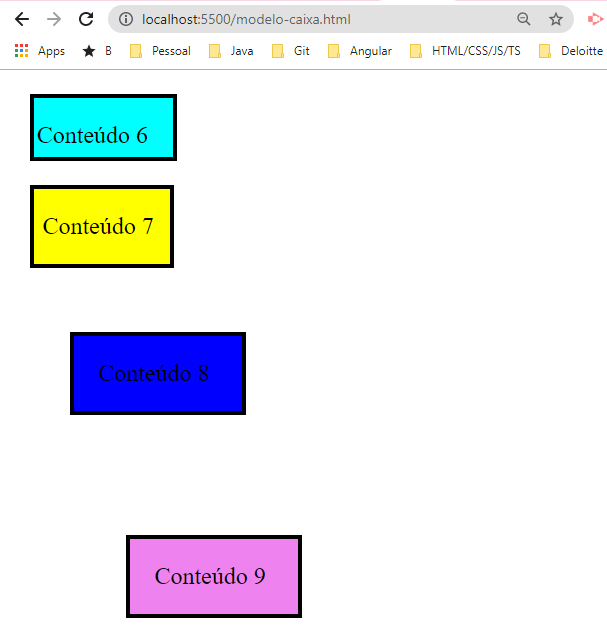 localhost:5500/modelo-caixa.html
Apps B Pessoal Java Git Angular HTML/CSS/JS/TS Deloitte
Conteúdo 6
Conteúdo 7
Conteúdo 8
Conteúdo 9